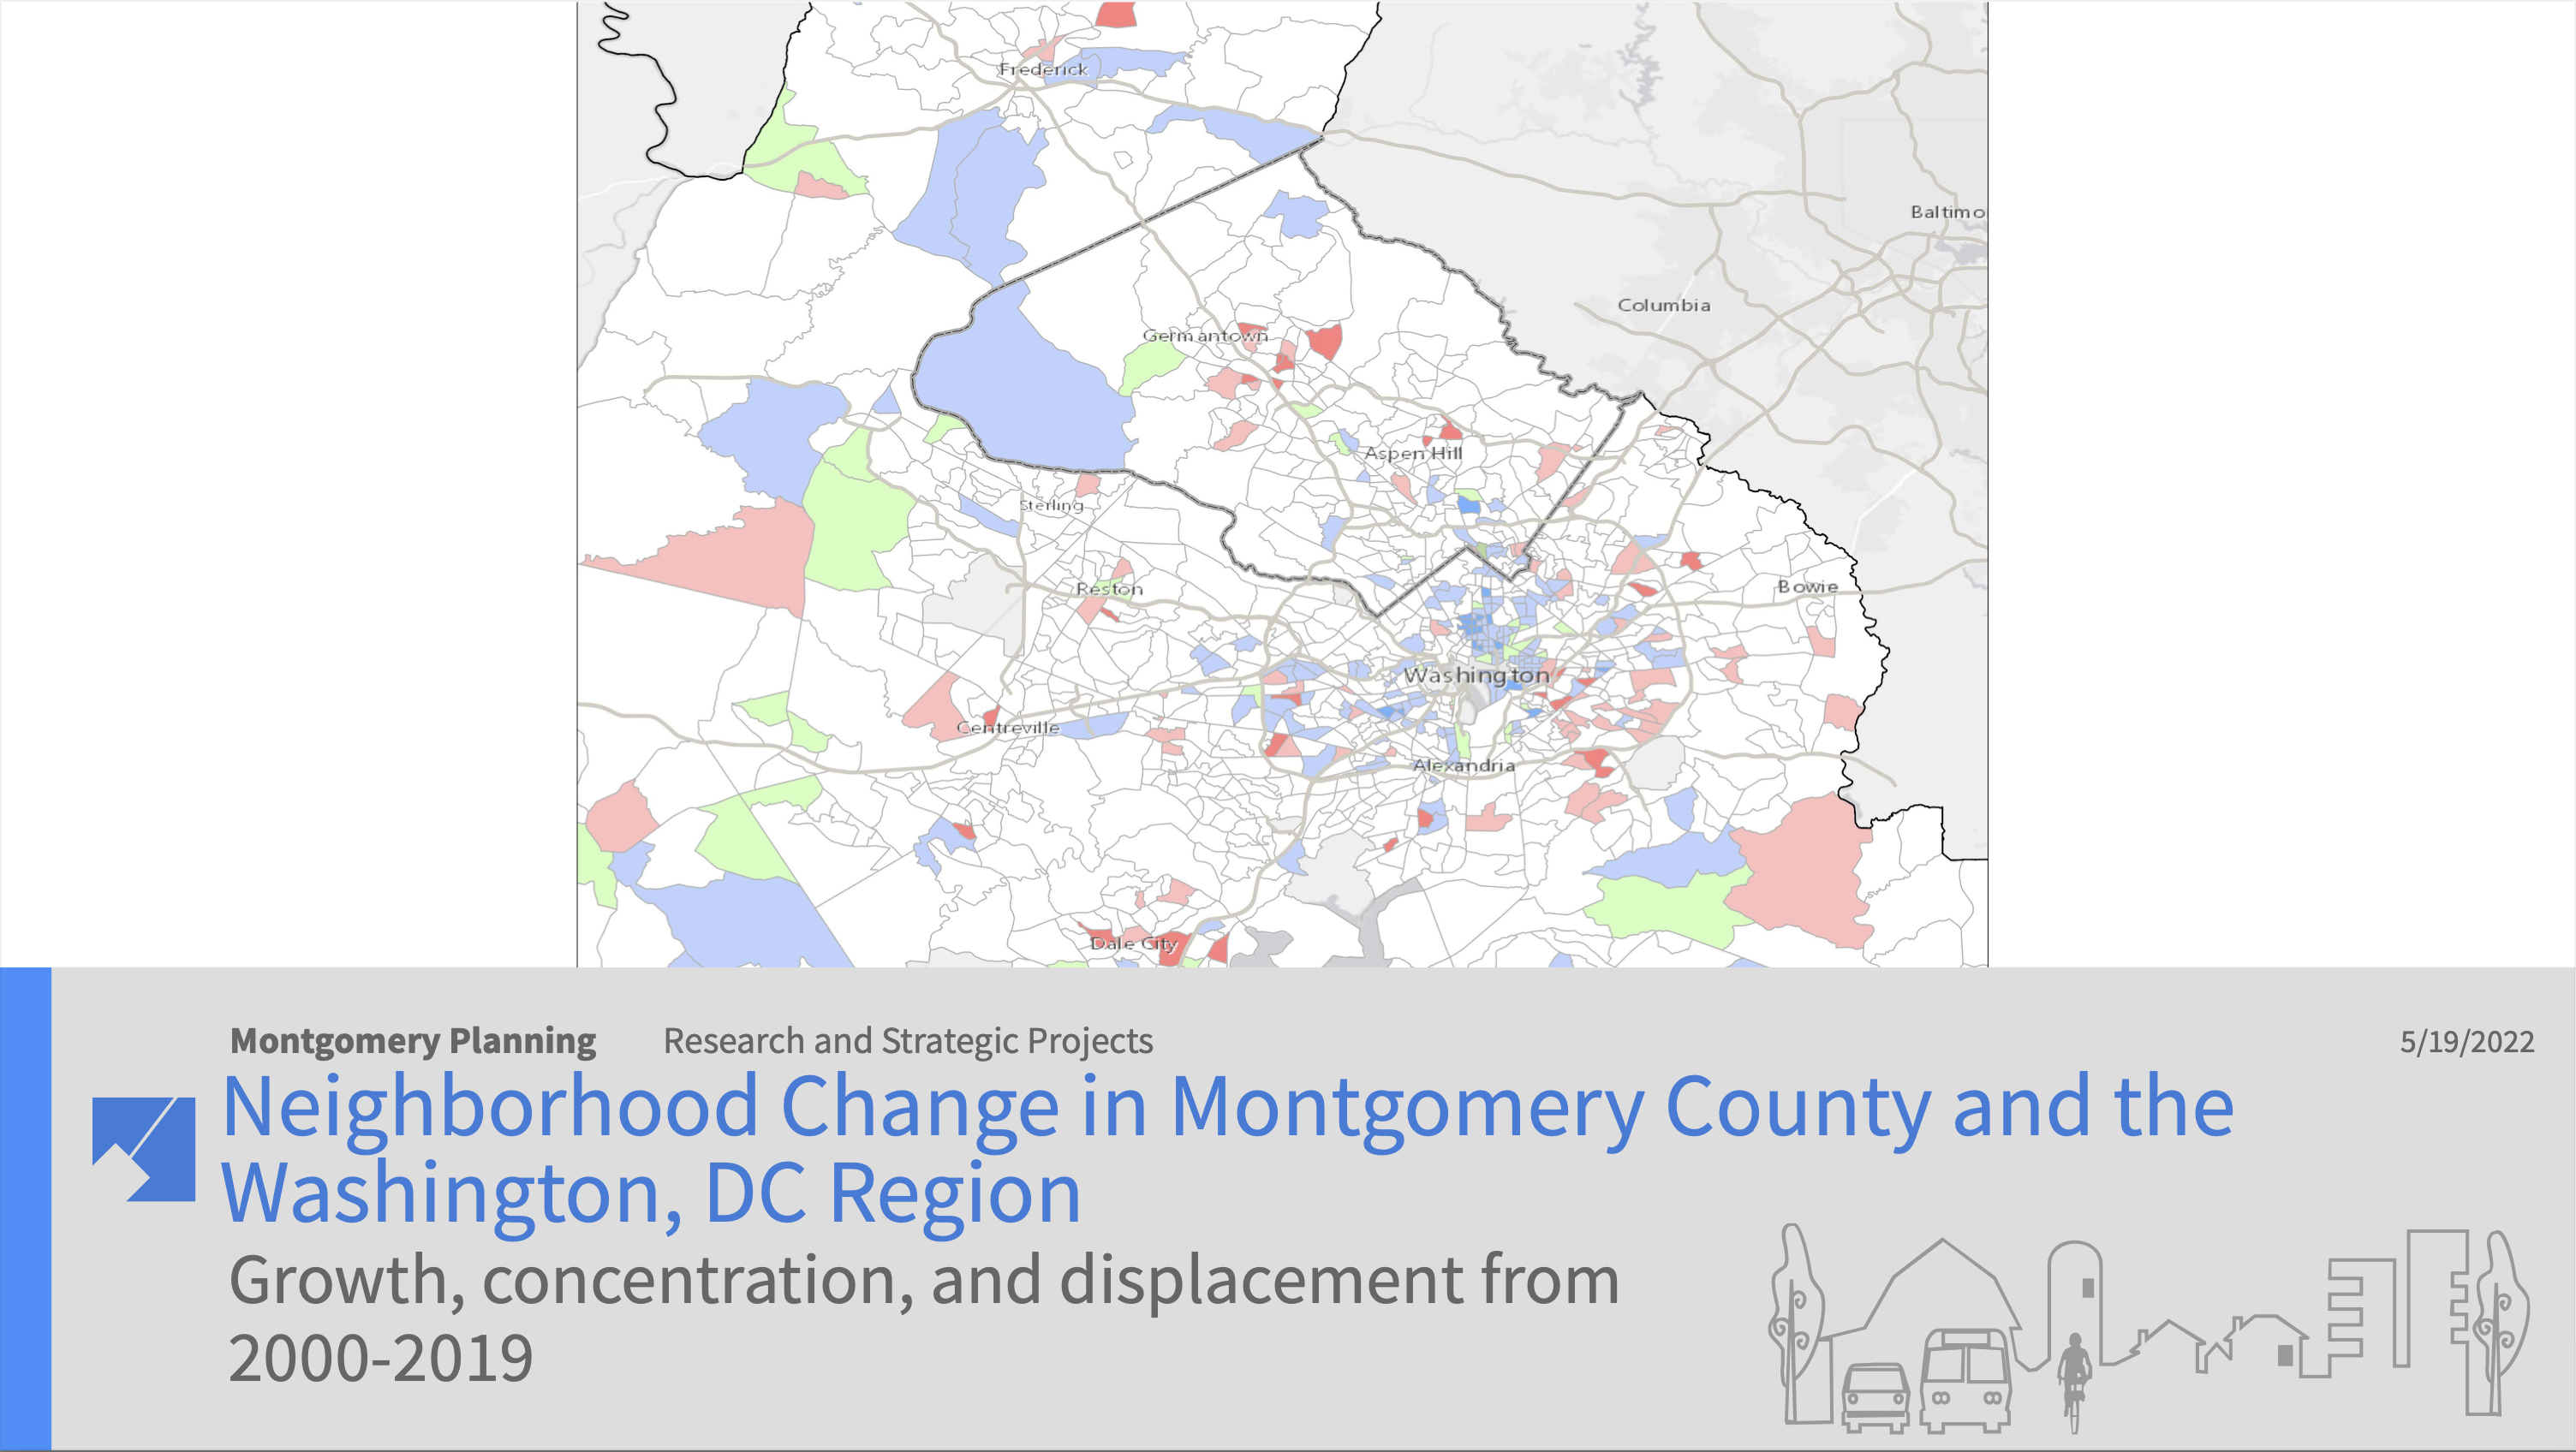 Frederick
Baltimo
Columbia
Germantown
Aspen Hill
Sterling
Reston
Bowie
Washington
Centreville
Alexandria
Dale City
Montgomery Planning Research and Strategic Projects 5/19/2022
Neighborhood Change in Montgomery County and the
Washington, DC Region
Growth, concentration, and displacement from
2000-2019